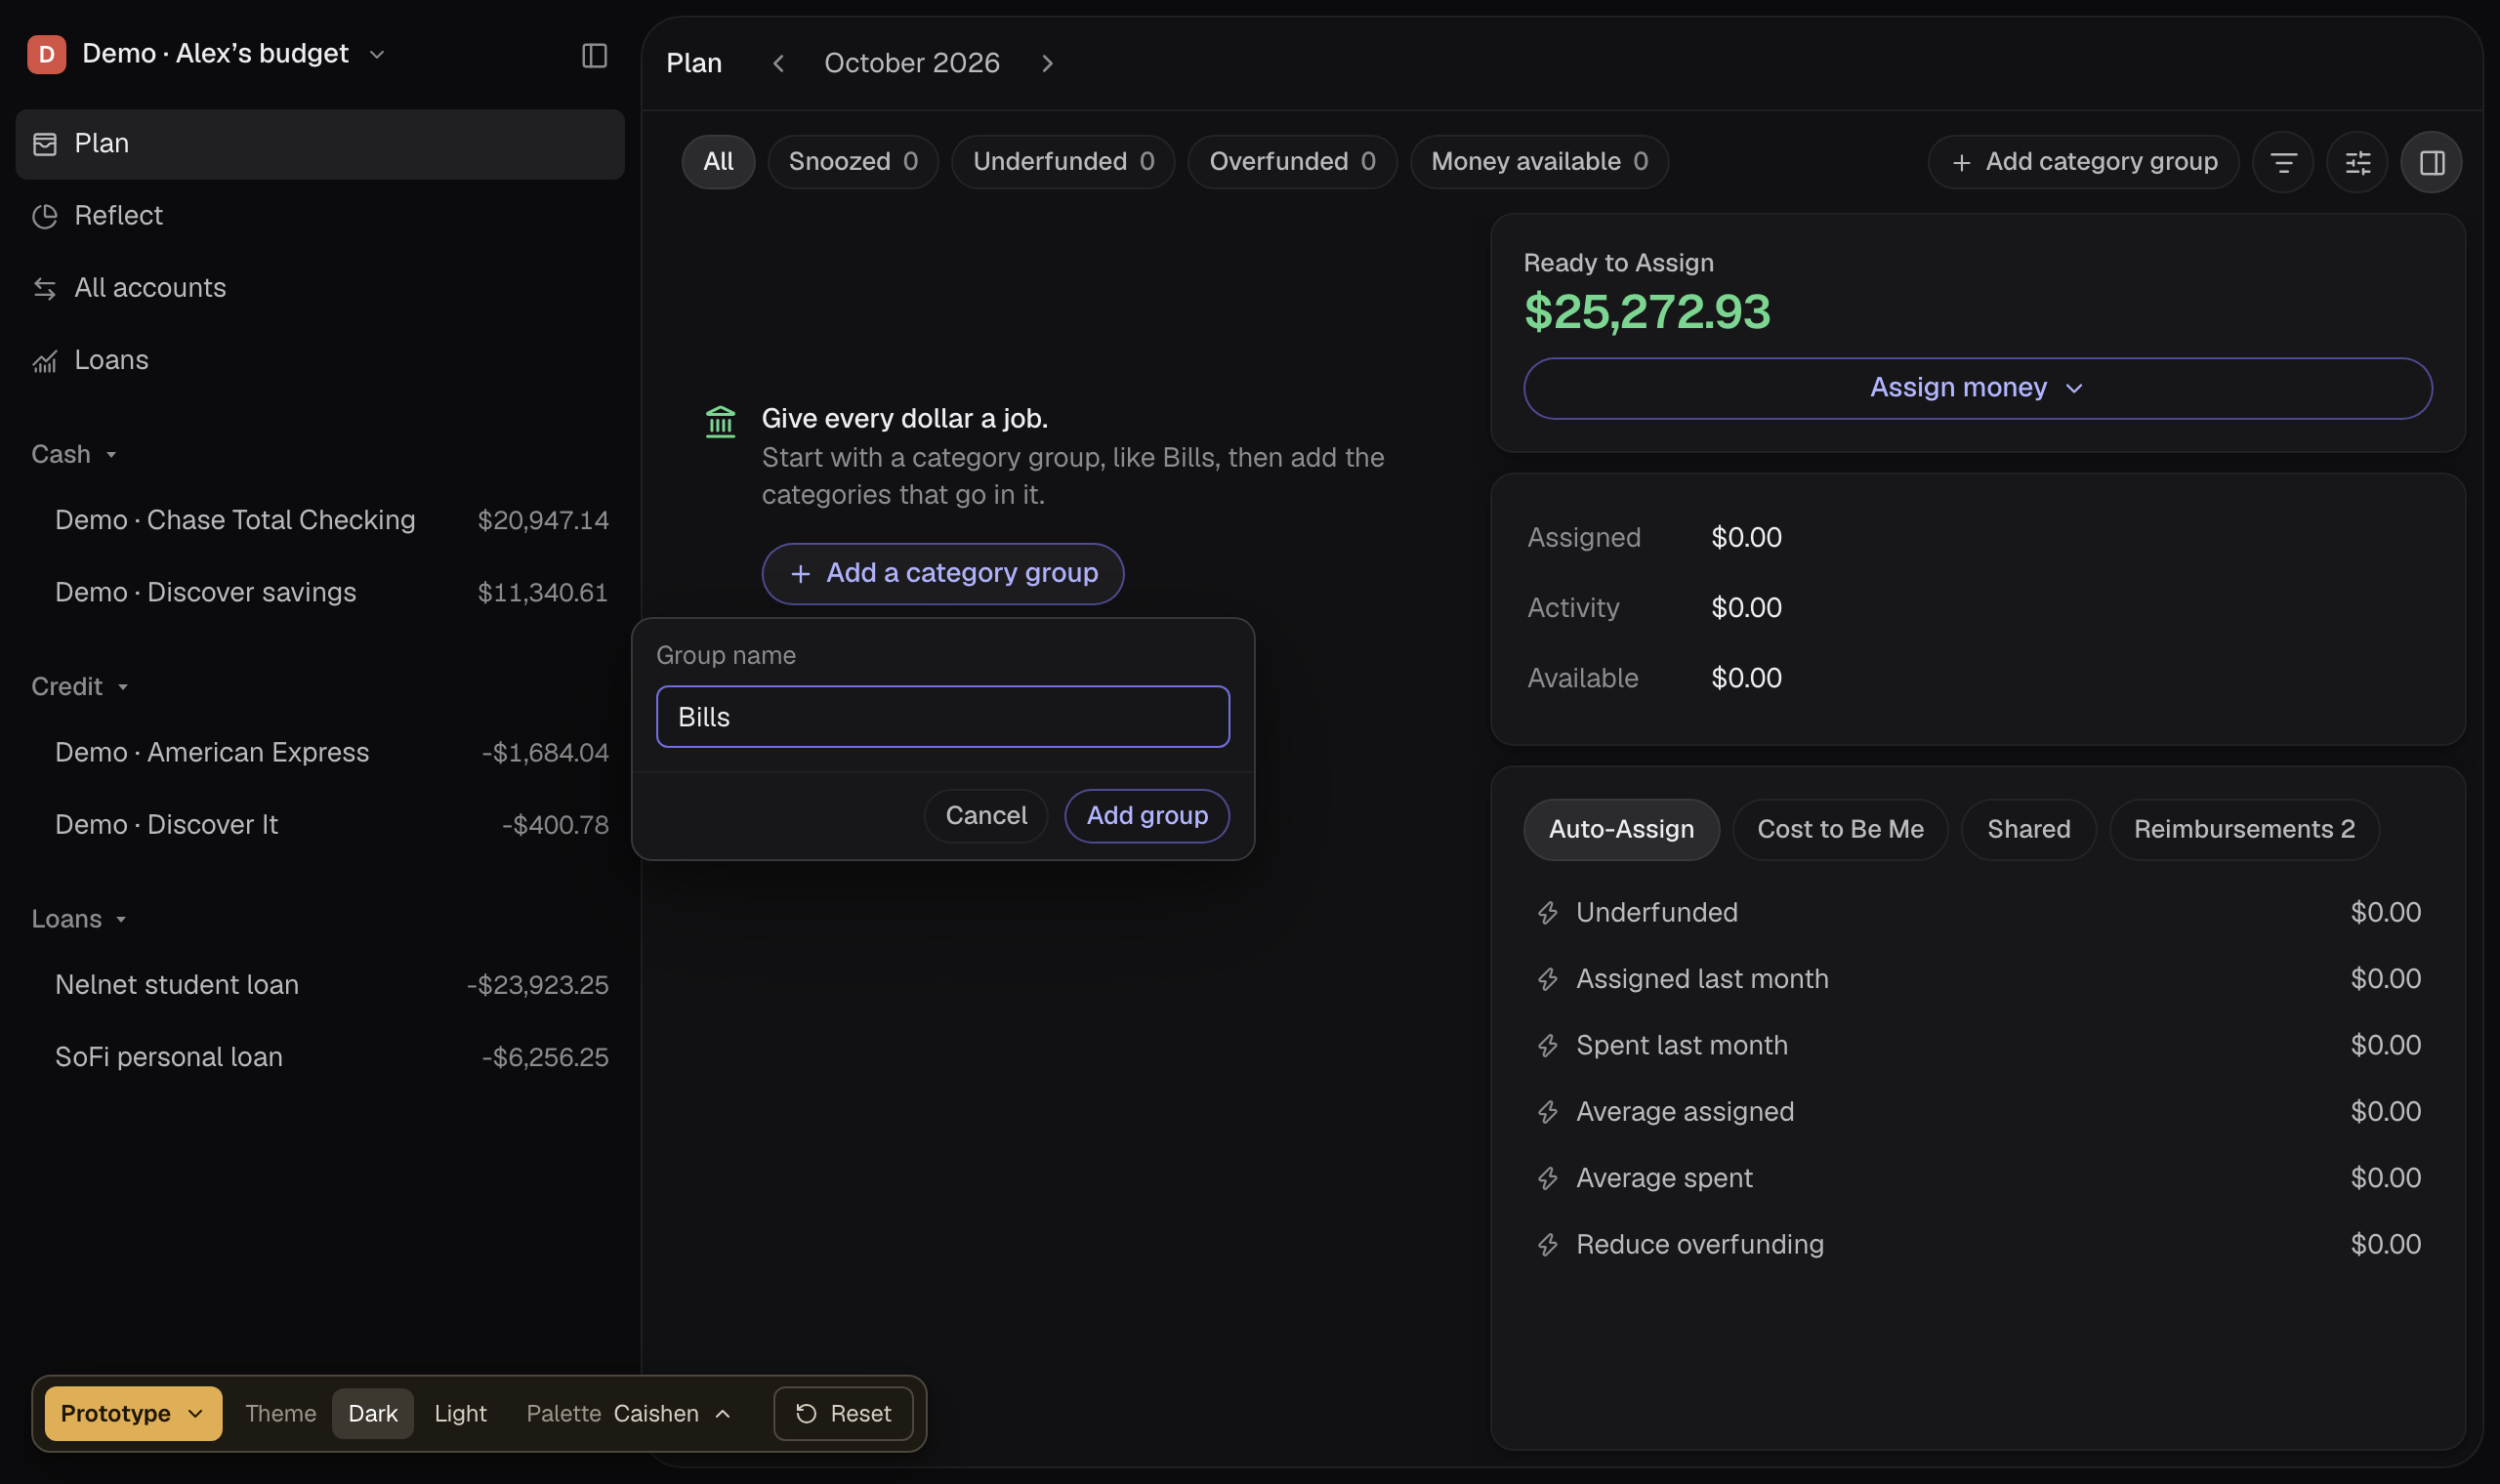 D Demo · Alex’s budget
Plan
Reflect
All accounts
Loans
Cash
Demo · Chase Total Checking $20,947.14
Demo · Discover savings $11,340.61
Credit
Demo · American Express -$1,684.04
Demo · Discover It -$400.78
Loans
Nelnet student loan -$23,923.25
SoFi personal loan -$6,256.25
Plan October 2026
All Snoozed 0 Underfunded 0 Overfunded 0 Money available 0 Add category group
Give every dollar a job.
Start with a category group, like Bills, then add the
categories that go in it.
Add a category group
Group name
Bills
Cancel Add group
Ready to Assign
$25,272.93
Assign money
Assigned $0.00
Activity $0.00
Available $0.00
Auto-Assign Cost to Be Me Shared Reimbursements 2
Underfunded $0.00
Assigned last month $0.00
Spent last month $0.00
Average assigned $0.00
Average spent $0.00
Reduce overfunding $0.00
Prototype Theme Dark Light Palette Caishen Reset